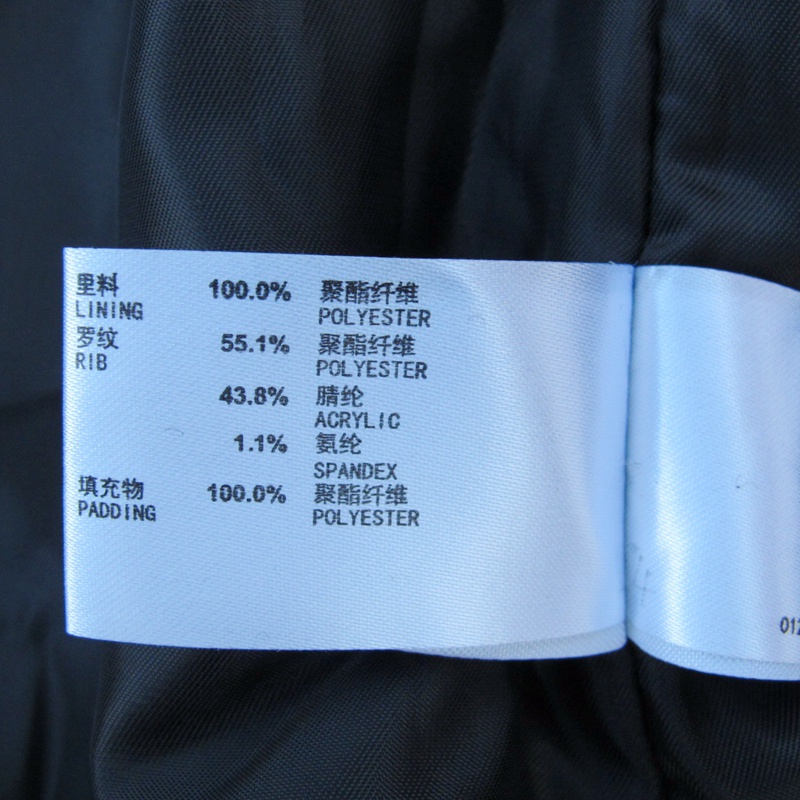 里料 100.0% 聚酯纤维
LINING POLYESTER
罗纹 55.1% 聚酯纤维
RIB POLYESTER
43.8% 腈纶
ACRYLIC
1.1% 氨纶
SPANDEX
填充物 100.0% 聚酯纤维
PADDING POLYESTER
012